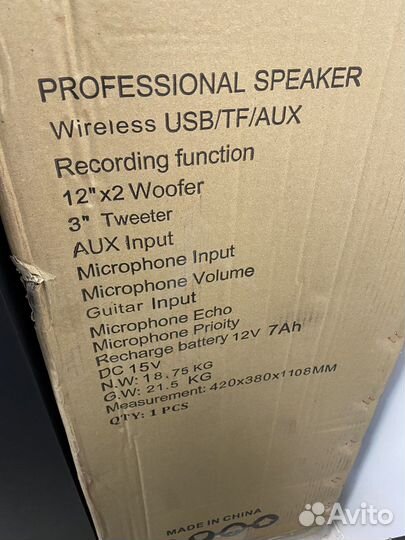 PROFESSIONAL SPEAKER
Wireless USB/TF/AUX
Recording function
12"x2 Woofer
3" Tweeter
AUX Input
Microphone Input
Microphone Volume
Guitar Input
Microphone Echo
Microphone Prioity
Recharge battery 12V 7Ah
DC 15V
N.W: 18.75 KG
G.W: 21.5 KG
Measurement: 420x380x1108MM
QTY: 1 PCS
MADE IN CHINA
Avito